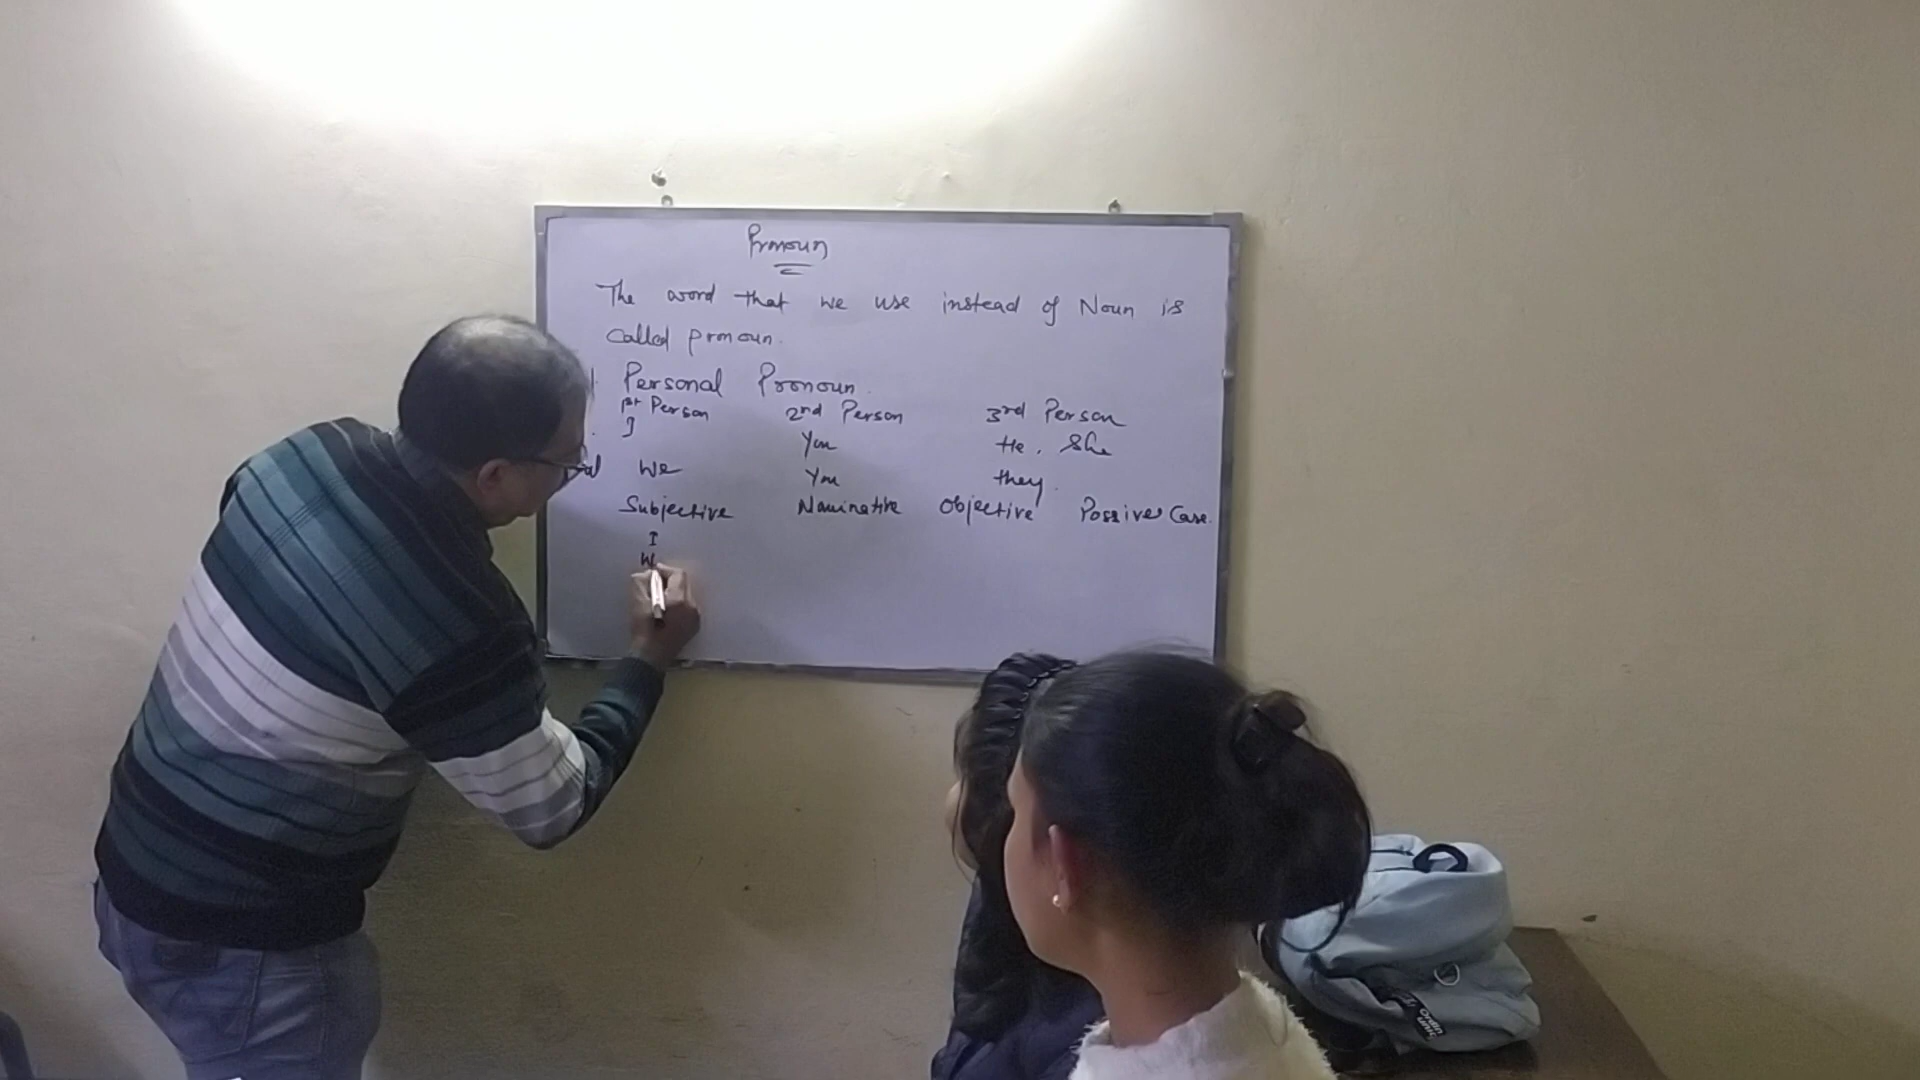 Pronoun
The word that we use instead of Noun is
Called pronoun.
Personal Pronoun.
1st Person 2nd Person 3rd Person
I You He, She
We You they.
Subjective Nominative Objective Possive Case.
I
W